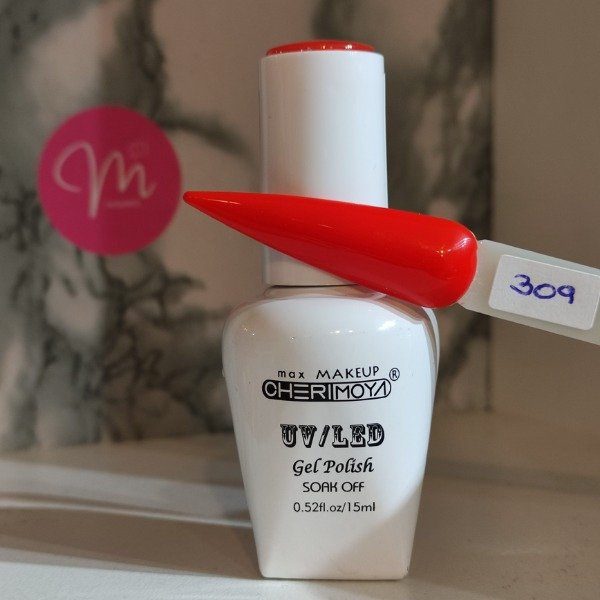 m
309
max MAKEUP
CHERIMOYA®
UV/LED
Gel Polish
SOAK OFF
0.52fl.oz/15ml